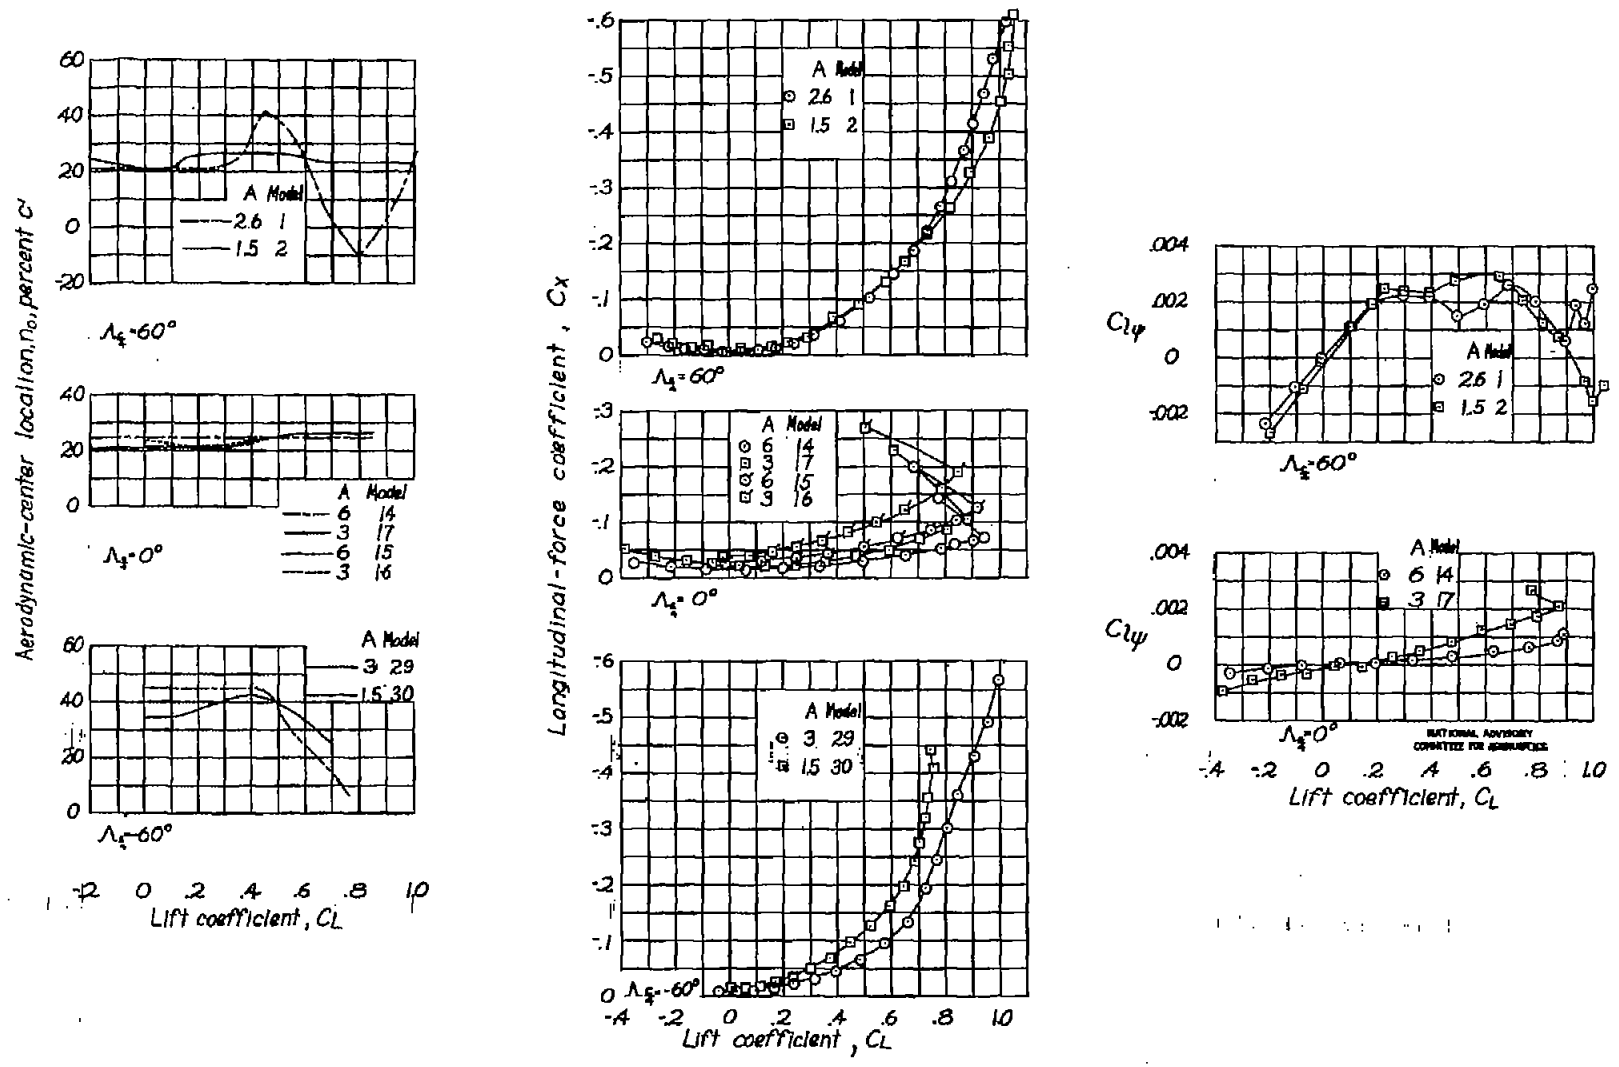 Aerodynamic-center location, n₀, percent c'
60
40
20
0
-20
A Model
2.6 1
1.5 2
Λc/4=60°
40
20
0
A Model
6 14
3 17
6 15
3 16
Λc/4=0°
60
40
20
0
A Model
3 29
1.5 30
Λc/4=-60°
-.2 0 .2 .4 .6 .8 1.0
Lift coefficient, CL
Longitudinal-force coefficient, Cx
-.6
-.5
-.4
-.3
-.2
-.1
0
A Model
2.6 1
1.5 2
Λc/4=60°
-.3
-.2
-.1
0
A Model
6 14
3 17
6 15
3 16
Λc/4=0°
-.6
-.5
-.4
-.3
-.2
-.1
0
A Model
3 29
1.5 30
Λc/4=-60°
-.4 -.2 0 .2 .4 .6 .8 1.0
Lift coefficient, CL
Clψ
.004
.002
0
-.002
A Model
2.6 1
1.5 2
Λc/4=60°
Clψ
.004
.002
0
-.002
A Model
6 14
3 17
Λc/4=0°
NATIONAL ADVISORY
COMMITTEE FOR AERONAUTICS
-.4 -.2 0 .2 .4 .6 .8 1.0
Lift coefficient, CL